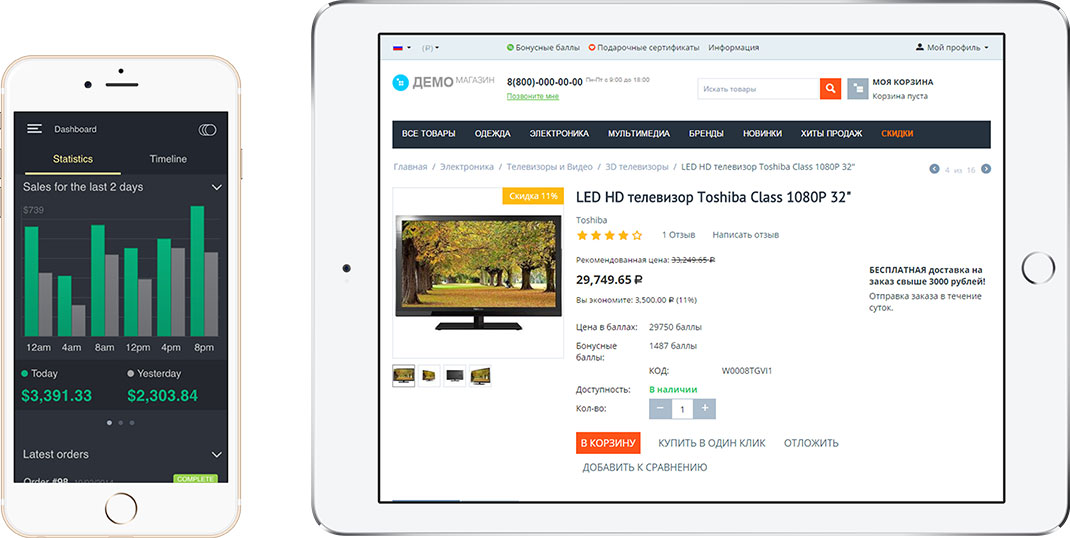 Dashboard
Statistics
Timeline
Sales for the last 2 days
$739
12am 4am 8am 12pm 4pm 8pm
Today
Yesterday
$3,391.33
$2,303.84
Latest orders
Order #98
COMPLETE
(₽)
Бонусные баллы
Подарочные сертификаты
Информация
Мой профиль
ДЕМО МАГАЗИН
8(800)-000-00-00 Пн-Пт с 9:00 до 18:00
Позвоните мне
Искать товары
МОЯ КОРЗИНА
Корзина пуста
ВСЕ ТОВАРЫ ОДЕЖДА ЭЛЕКТРОНИКА МУЛЬТИМЕДИА БРЕНДЫ НОВИНКИ ХИТЫ ПРОДАЖ СКИДКИ
Главная / Электроника / Телевизоры и Видео / 3D телевизоры / LED HD телевизор Toshiba Class 1080P 32"
4 из 16
Скидка 11%
LED HD телевизор Toshiba Class 1080P 32"
Toshiba
1 Отзыв Написать отзыв
Рекомендованная цена: 33,249.65 ₽
29,749.65 ₽
Вы экономите: 3,500.00 ₽ (11%)
БЕСПЛАТНАЯ доставка на
заказ свыше 3000 рублей!
Отправка заказа в течение
суток.
Цена в баллах: 29750 баллы
Бонусные
баллы:
1487 баллы
КОД: W0008TGVI1
Доступность: В наличии
Кол-во: − 1 +
В КОРЗИНУ КУПИТЬ В ОДИН КЛИК ОТЛОЖИТЬ
ДОБАВИТЬ К СРАВНЕНИЮ